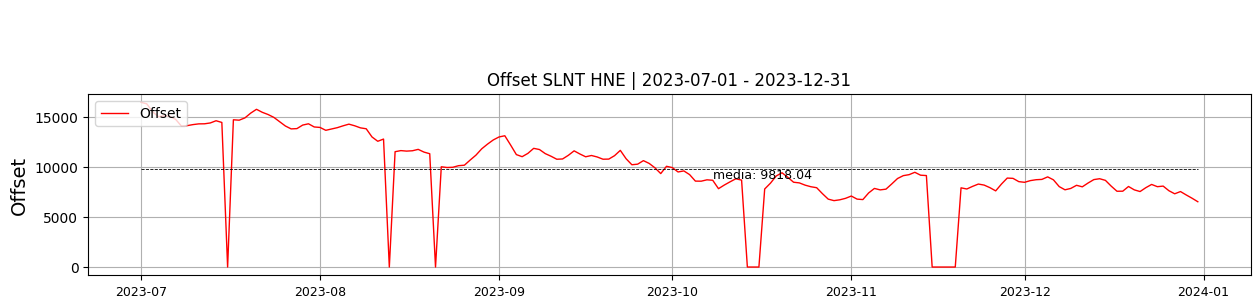 Offset SLNT HNE | 2023-07-01 - 2023-12-31
Offset
Offset
15000
10000
5000
0
media: 9818.04
2023-07 2023-08 2023-09 2023-10 2023-11 2023-12 2024-01